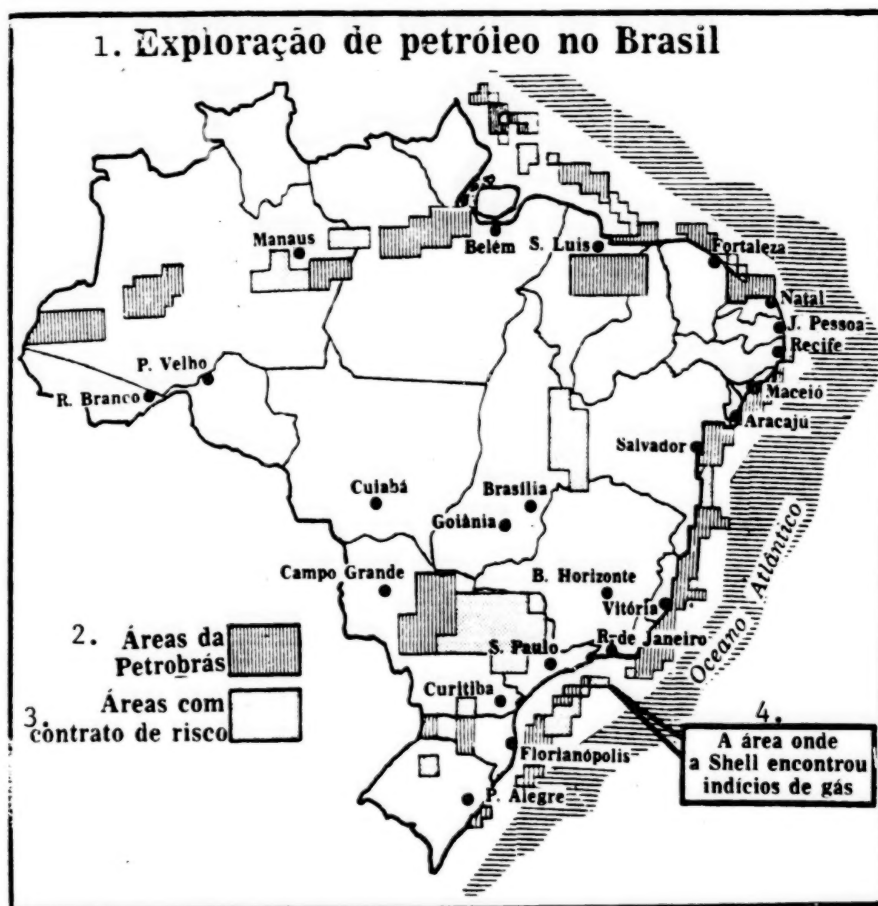 1. Exploração de petróleo no Brasil
Manaus
Belém
S. Luis
Fortaleza
Natal
J. Pessoa
Recife
P. Velho
R. Branco
Maceió
Aracajú
Salvador
Cuiabá
Brasília
Goiânia
Campo Grande
B. Horizonte
Vitória
R. de Janeiro
S. Paulo
Curitiba
Florianópolis
P. Alegre
Oceano Atlântico
2. Áreas da
Petrobrás
3. Áreas com
contrato de risco
4.
A área onde
a Shell encontrou
indícios de gás